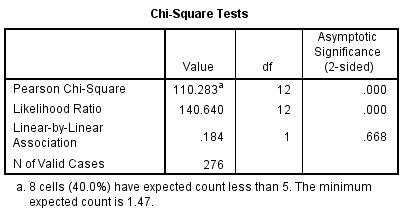 Chi-Square Tests
Value df Asymptotic Significance (2-sided)
Pearson Chi-Square 110.283a 12 .000
Likelihood Ratio 140.640 12 .000
Linear-by-Linear Association .184 1 .668
N of Valid Cases 276
a. 8 cells (40.0%) have expected count less than 5. The minimum
expected count is 1.47.